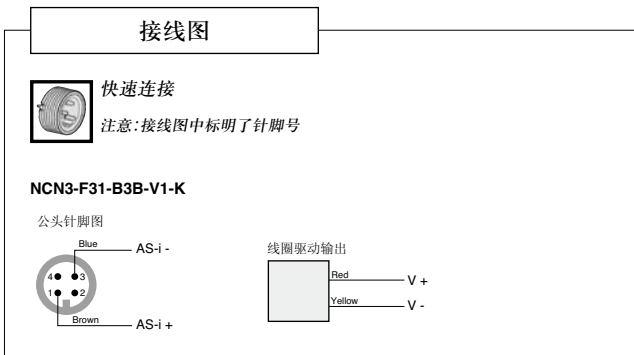 接线图
快速连接
注意:接线图中标明了针脚号
NCN3-F31-B3B-V1-K
公头针脚图
Blue
AS-i -
4 3
1 2
Brown
AS-i +
线圈驱动输出
Red
V +
Yellow
V -